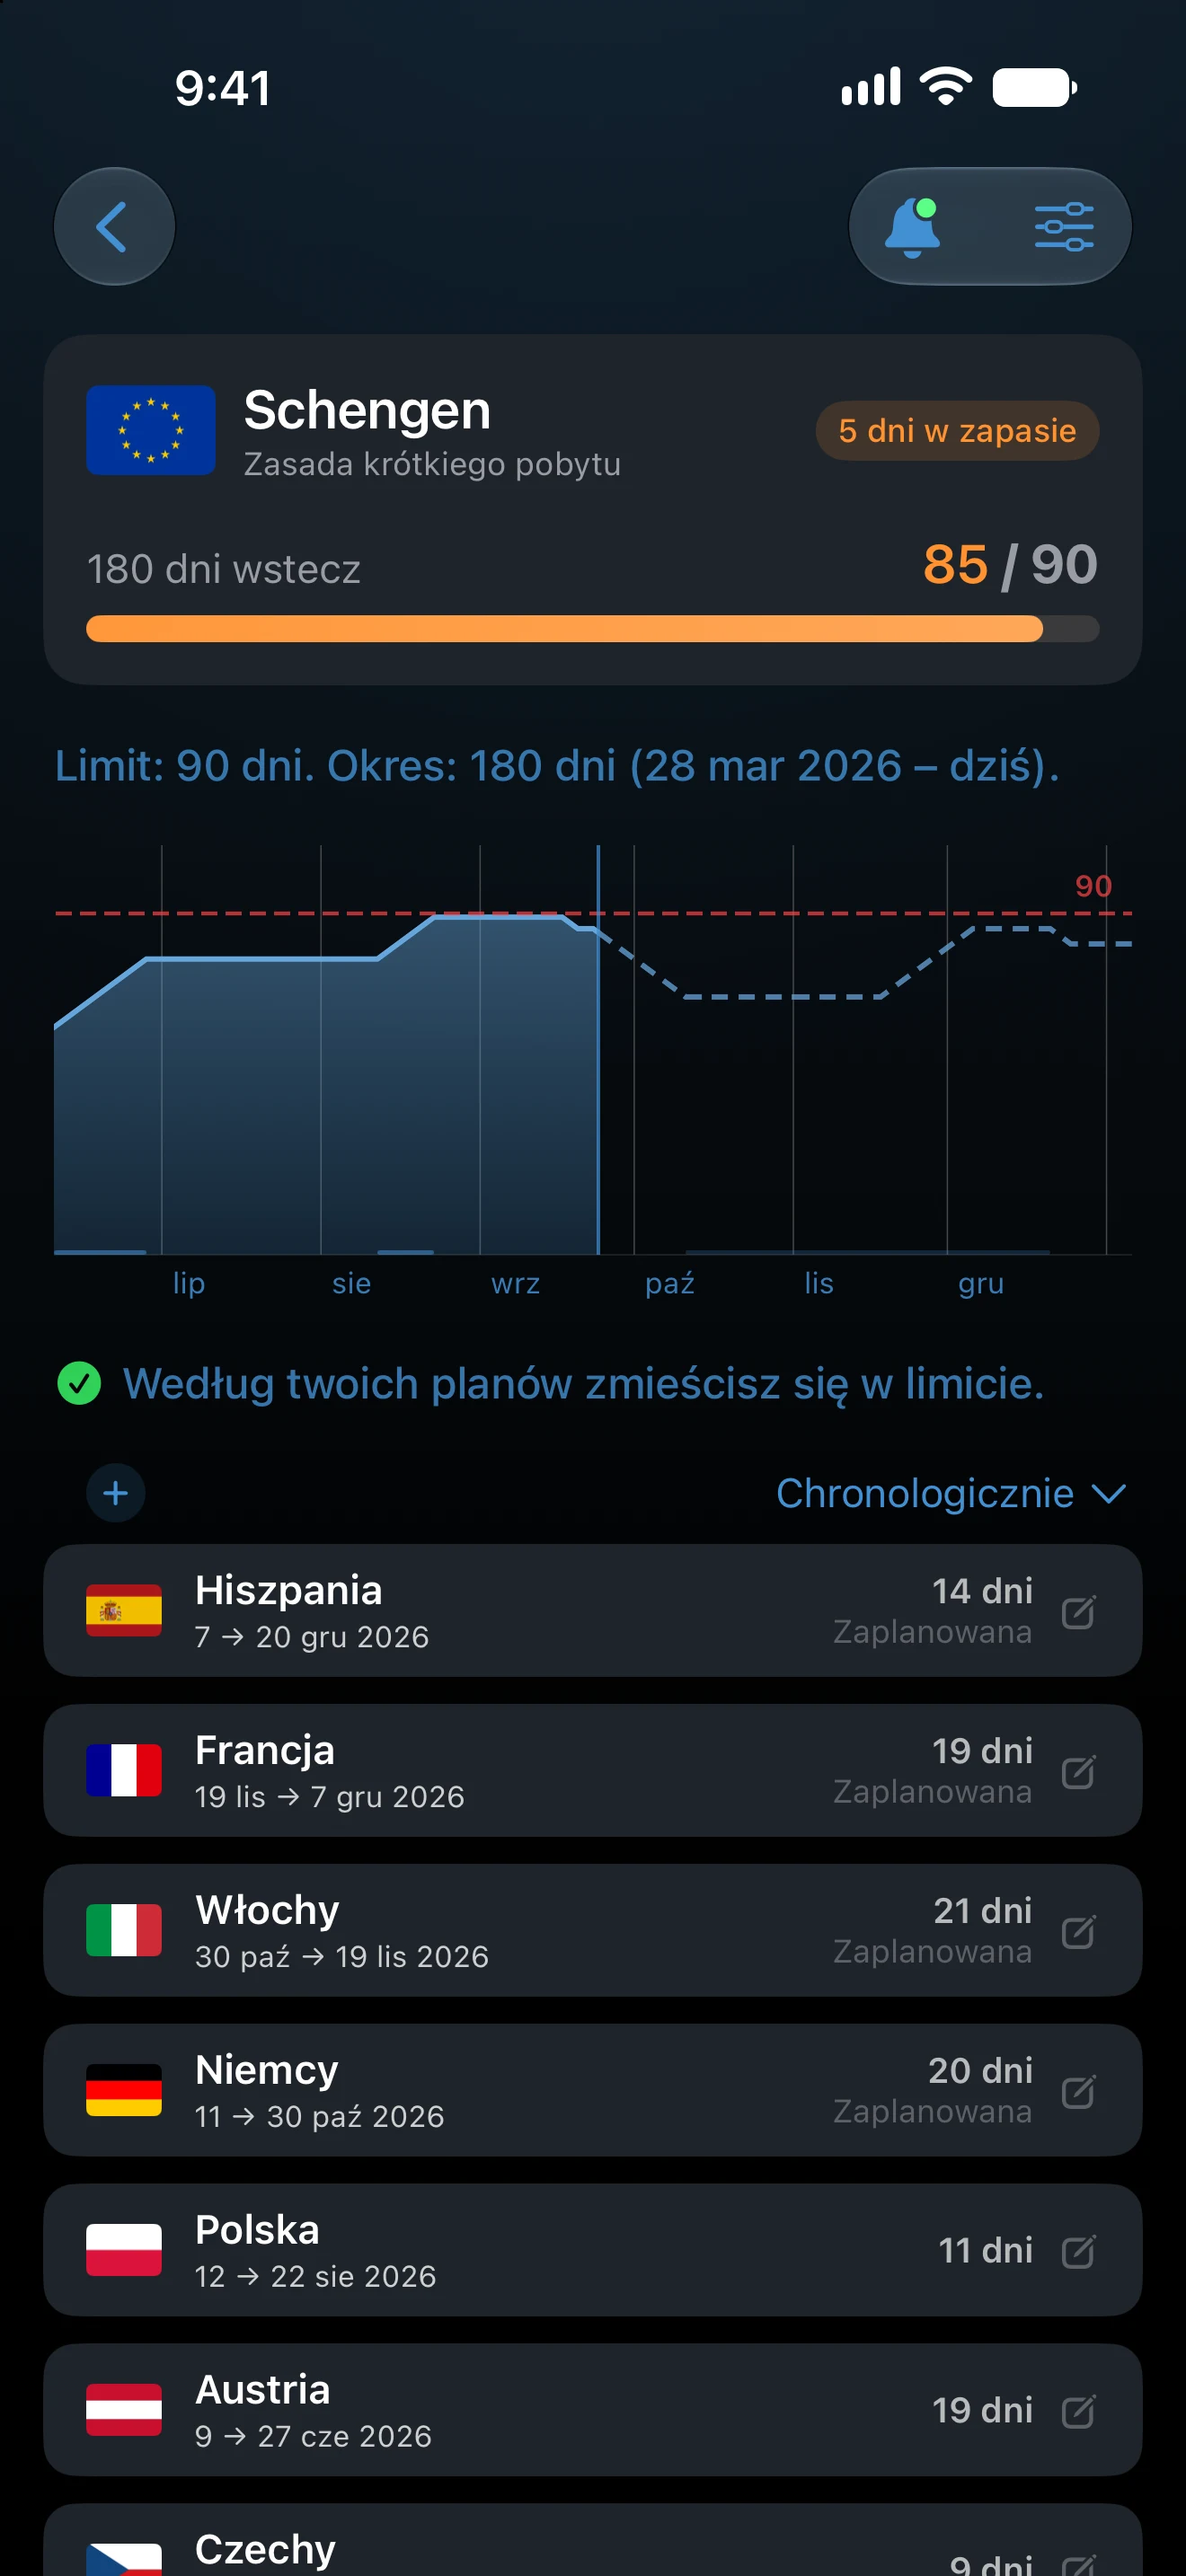 9:41
Schengen
Zasada krótkiego pobytu
5 dni w zapasie
180 dni wstecz
85 / 90
Limit: 90 dni. Okres: 180 dni (28 mar 2026 – dziś).
90
lip sie wrz paź lis gru
Według twoich planów zmieścisz się w limicie.
Chronologicznie
Hiszpania
7 → 20 gru 2026
14 dni
Zaplanowana
Francja
19 lis → 7 gru 2026
19 dni
Zaplanowana
Włochy
30 paź → 19 lis 2026
21 dni
Zaplanowana
Niemcy
11 → 30 paź 2026
20 dni
Zaplanowana
Polska
12 → 22 sie 2026
11 dni
Austria
9 → 27 cze 2026
19 dni
Czechy
9 dni